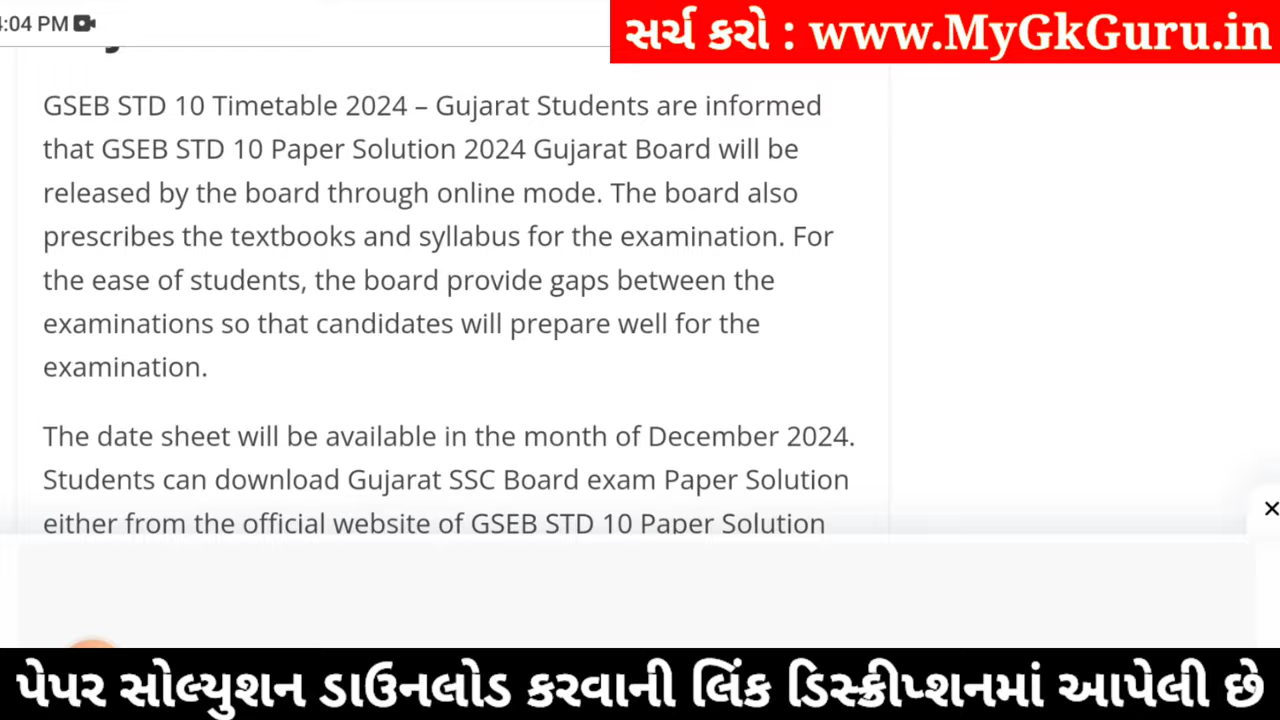 4:04 PM
સર્ચ કરો : www.MyGkGuru.in
GSEB STD 10 Timetable 2024 – Gujarat Students are informed
that GSEB STD 10 Paper Solution 2024 Gujarat Board will be
released by the board through online mode. The board also
prescribes the textbooks and syllabus for the examination. For
the ease of students, the board provide gaps between the
examinations so that candidates will prepare well for the
examination.
The date sheet will be available in the month of December 2024.
Students can download Gujarat SSC Board exam Paper Solution
either from the official website of GSEB STD 10 Paper Solution
પેપર સોલ્યુશન ડાઉનલોડ કરવાની લિંક ડિસ્ક્રીપ્શનમાં આપેલી છે